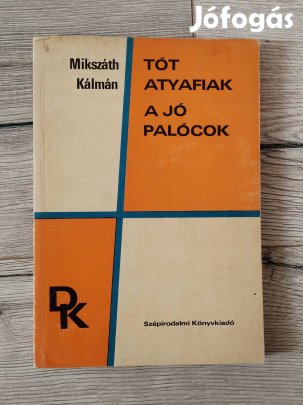 Jófogás
Mikszáth
Kálmán
TÓT
ATYAFIAK
A JÓ
PALÓCOK
DK
Szépirodalmi Könyvkiadó